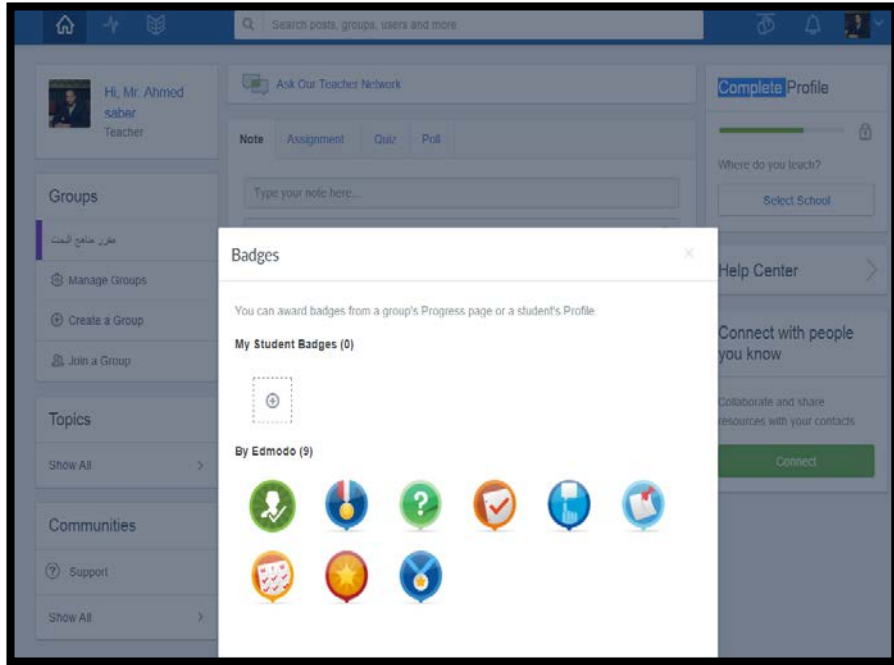 Search posts, groups, users and more
Hi, Mr. Ahmed
saber
Teacher
Groups
مقرر مناهج البحث
Manage Groups
Create a Group
Join a Group
Topics
Show All
Communities
Support
Show All
Ask Our Teacher Network
Note Assignment Quiz Poll
Type your note here...
Badges
You can award badges from a group's Progress page or a student's Profile
My Student Badges (0)
By Edmodo (9)
Complete Profile
Where do you teach?
Select School
Help Center
Connect with people
you know
Collaborate and share
resources with your contacts
Connect